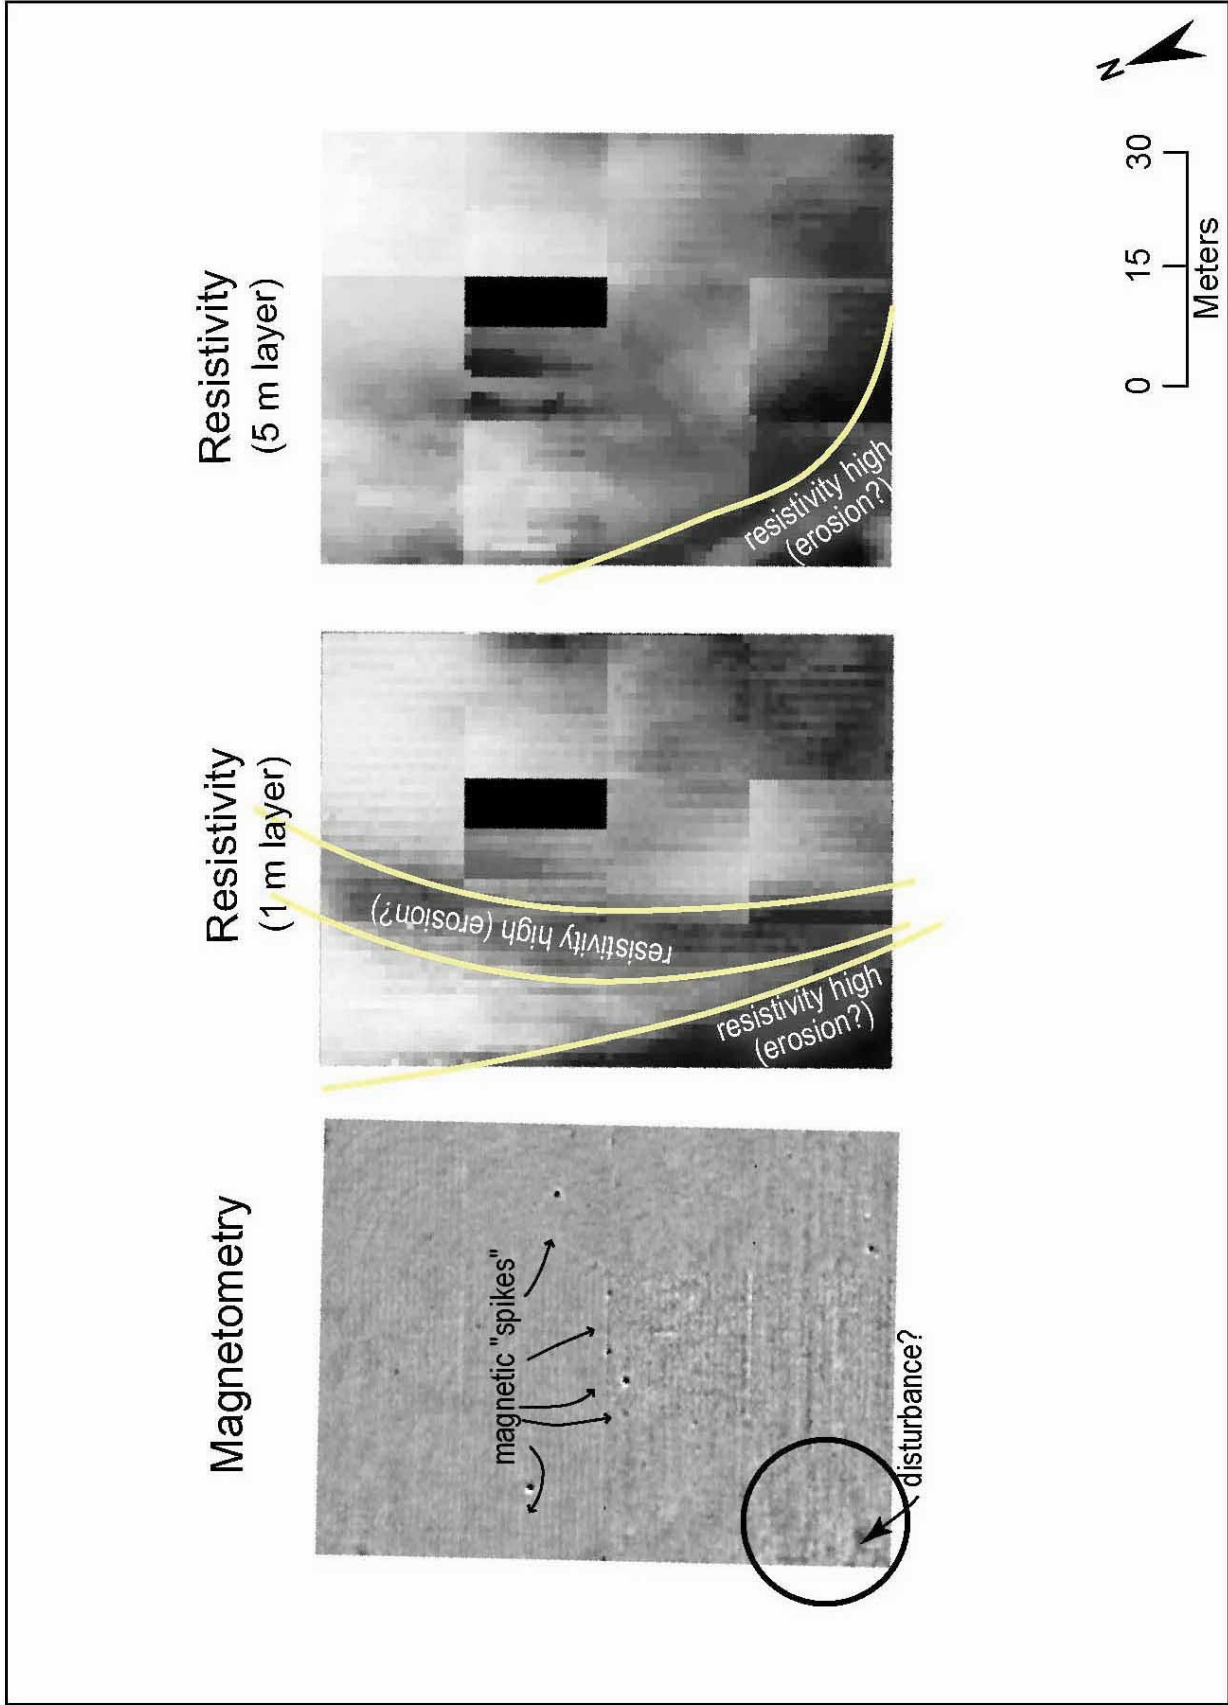 Magnetometry
magnetic "spikes"
disturbance?
Resistivity
(1 m layer)
resistivity high (erosion?)
resistivity high
(erosion?)
Resistivity
(5 m layer)
resistivity high
(erosion?)
N
0 15 30
Meters